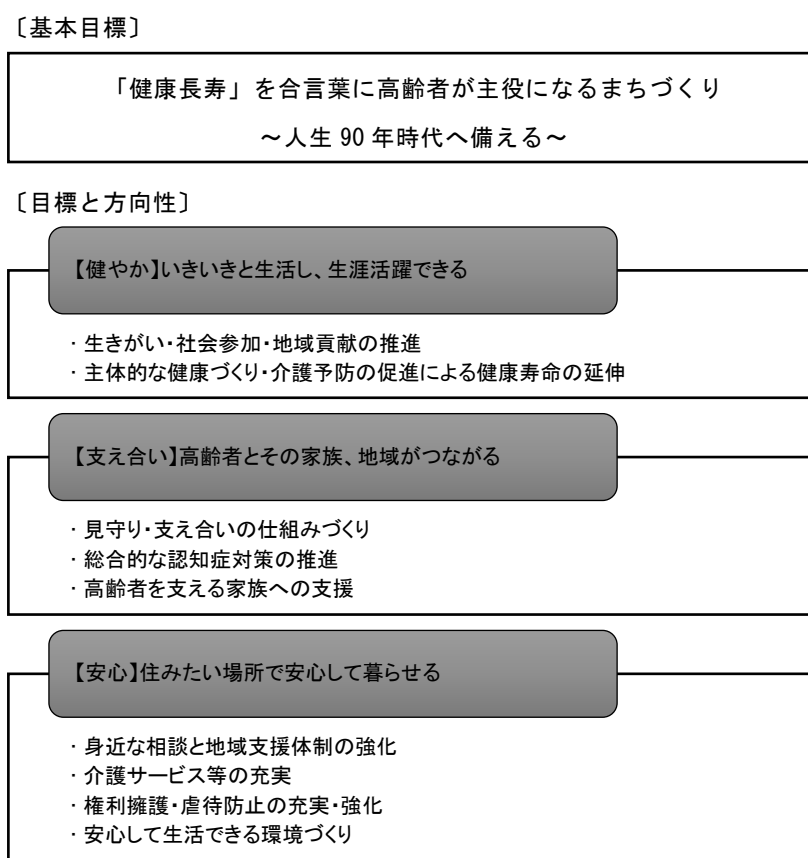 〔基本目標〕
「健康長寿」を合言葉に高齢者が主役になるまちづくり
～人生 90 年時代へ備える～
〔目標と方向性〕
【健やか】いきいきと生活し、生涯活躍できる
・生きがい・社会参加・地域貢献の推進
・主体的な健康づくり・介護予防の促進による健康寿命の延伸
【支え合い】高齢者とその家族、地域がつながる
・見守り・支え合いの仕組みづくり
・総合的な認知症対策の推進
・高齢者を支える家族への支援
【安心】住みたい場所で安心して暮らせる
・身近な相談と地域支援体制の強化
・介護サービス等の充実
・権利擁護・虐待防止の充実・強化
・安心して生活できる環境づくり